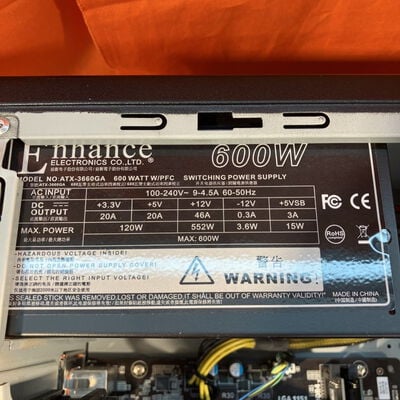 Enhance
ELECTRONICS CO.,LTD.
600W
MODEL NO:ATX-3660GA 600 WATT W/PFC SWITCHING POWER SUPPLY
AC INPUT 100-240V~ 9-4.5A 60-50Hz
DC OUTPUT +3.3V +5V +12V -12V +5VSB
20A 20A 46A 0.3A 3A
MAX. POWER 120W 552W 3.6W 15W
MAX: 600W
RoHS
HAZARDOUS VOLTAGE INSIDE)
DO NOT OPEN POWER SUPPLY COVER)
(SELECT THE RIGHT INPUT VOLTAGE)
警告
WARNING
IS SEALED STICK WAS REMOVED,LOST OR DAMAGED,IT SHALL BE OUT OF WARRANTY
MADE IN CHINA
R30
LGA 1151